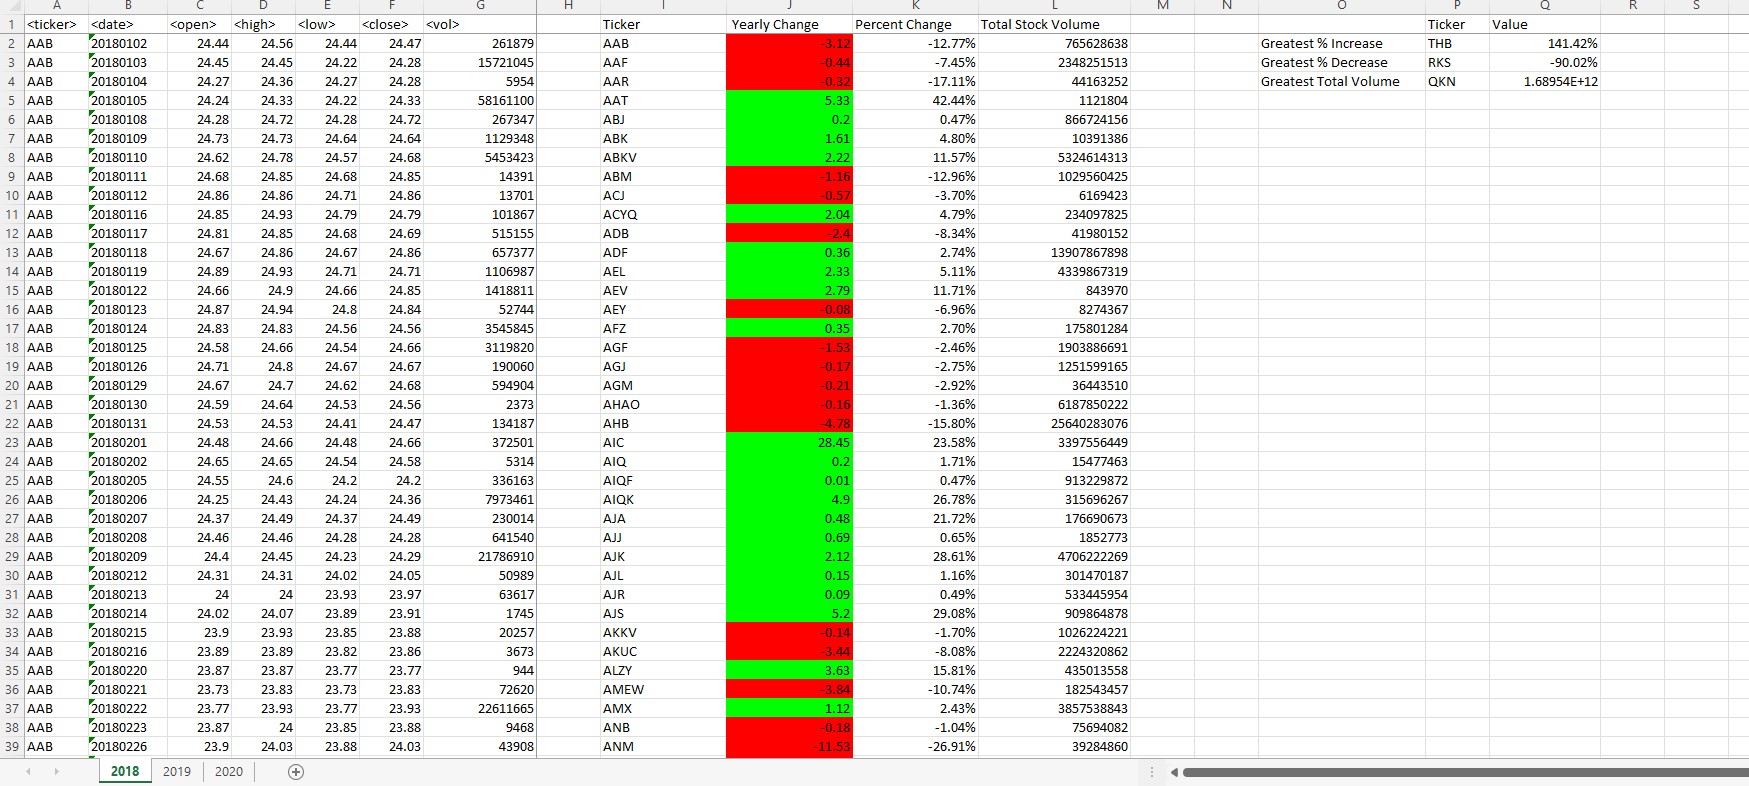 A B C D E F G H I J K L M N O P Q R S
1 <ticker> <date> <open> <high> <low> <close> <vol> Ticker Yearly Change Percent Change Total Stock Volume Ticker Value
2 AAB 20180102 24.44 24.56 24.44 24.47 261879 AAB -3.12 -12.77% 765628638 Greatest % Increase THB 141.42%
3 AAB 20180103 24.45 24.45 24.22 24.28 15721045 AAF -0.44 -7.45% 2348251513 Greatest % Decrease RKS -90.02%
4 AAB 20180104 24.27 24.36 24.27 24.28 5954 AAR -0.32 -17.11% 44163252 Greatest Total Volume QKN 1.68954E+12
5 AAB 20180105 24.24 24.33 24.22 24.33 58161100 AAT 5.33 42.44% 1121804
6 AAB 20180108 24.28 24.72 24.28 24.72 267347 ABJ 0.2 0.47% 866724156
7 AAB 20180109 24.73 24.73 24.64 24.64 1129348 ABK 1.61 4.80% 10391386
8 AAB 20180110 24.62 24.78 24.57 24.68 5453423 ABKV 2.22 11.57% 5324614313
9 AAB 20180111 24.68 24.85 24.68 24.85 14391 ABM -1.16 -12.96% 1029560425
10 AAB 20180112 24.86 24.86 24.71 24.86 13701 ACJ -0.57 -3.70% 6169423
11 AAB 20180116 24.85 24.93 24.79 24.79 101867 ACYQ 2.04 4.79% 234097825
12 AAB 20180117 24.81 24.85 24.68 24.69 515155 ADB -2.4 -8.34% 41980152
13 AAB 20180118 24.67 24.86 24.67 24.86 657377 ADF 0.36 2.74% 13907867898
14 AAB 20180119 24.89 24.93 24.71 24.71 1106987 AEL 2.33 5.11% 4339867319
15 AAB 20180122 24.66 24.9 24.66 24.85 1418811 AEV 2.79 11.71% 843970
16 AAB 20180123 24.87 24.94 24.8 24.84 52744 AEY -0.08 -6.96% 8274367
17 AAB 20180124 24.83 24.83 24.56 24.56 3545845 AFZ 0.35 2.70% 175801284
18 AAB 20180125 24.58 24.66 24.54 24.66 3119820 AGF -1.53 -2.46% 1903886691
19 AAB 20180126 24.71 24.8 24.67 24.67 190060 AGJ -0.17 -2.75% 1251599165
20 AAB 20180129 24.67 24.7 24.62 24.68 594904 AGM -0.21 -2.92% 36443510
21 AAB 20180130 24.59 24.64 24.53 24.56 2373 AHAO -0.16 -1.36% 6187850222
22 AAB 20180131 24.53 24.53 24.41 24.47 134187 AHB -4.78 -15.80% 25640283076
23 AAB 20180201 24.48 24.66 24.48 24.66 372501 AIC 28.45 23.58% 3397556449
24 AAB 20180202 24.65 24.65 24.54 24.58 5314 AIQ 0.2 1.71% 15477463
25 AAB 20180205 24.55 24.6 24.2 24.2 336163 AIQF 0.01 0.47% 913229872
26 AAB 20180206 24.25 24.43 24.24 24.36 7973461 AIQK 4.9 26.78% 315696267
27 AAB 20180207 24.37 24.49 24.37 24.49 230014 AJA 0.48 21.72% 176690673
28 AAB 20180208 24.46 24.46 24.28 24.28 641540 AJJ 0.69 0.65% 1852773
29 AAB 20180209 24.4 24.45 24.23 24.29 21786910 AJK 2.12 28.61% 4706222269
30 AAB 20180212 24.31 24.31 24.02 24.05 50989 AJL 0.15 1.16% 301470187
31 AAB 20180213 24 24 23.93 23.97 63617 AJR 0.09 0.49% 533445954
32 AAB 20180214 24.02 24.07 23.89 23.91 1745 AJS 5.2 29.08% 909864878
33 AAB 20180215 23.9 23.93 23.85 23.88 20257 AKKV -0.14 -1.70% 1026224221
34 AAB 20180216 23.89 23.89 23.82 23.86 3673 AKUC -3.44 -8.08% 2224320862
35 AAB 20180220 23.87 23.87 23.77 23.77 944 ALZY 3.63 15.81% 435013558
36 AAB 20180221 23.73 23.83 23.73 23.83 72620 AMEW -3.84 -10.74% 182543457
37 AAB 20180222 23.77 23.93 23.77 23.93 22611665 AMX 1.12 2.43% 3857538843
38 AAB 20180223 23.87 24 23.85 23.88 9468 ANB -0.18 -1.04% 75694082
39 AAB 20180226 23.9 24.03 23.88 24.03 43908 ANM -11.53 -26.91% 39284860
2018 2019 2020